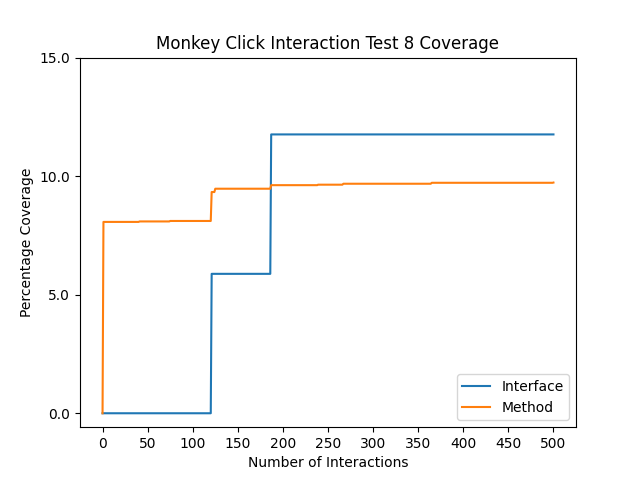 Monkey Click Interaction Test 8 Coverage
15.0
10.0
5.0
0.0
Percentage Coverage
Interface
Method
0 50 100 150 200 250 300 350 400 450 500
Number of Interactions